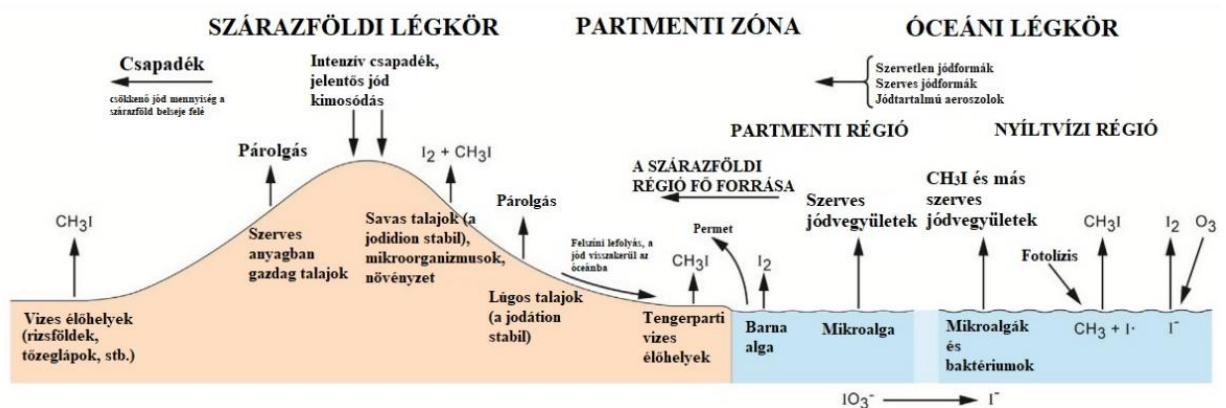 SZÁRAZFÖLDI LÉGKÖR
PARTMENTI ZÓNA
ÓCEÁNI LÉGKÖR
Csapadék
csökkenő jód mennyiség a
szárazföld belseje felé
Intenzív csapadék,
jelentős jód
kimosódás
Szervetlen jódformák
Szerves jódformák
Jódtartalmú aeroszolok
PARTMENTI RÉGIÓ
NYÍLTVÍZI RÉGIÓ
Párolgás
I₂ + CH₃I
A SZÁRAZFÖLDI
RÉGIÓ FŐ FORRÁSA
CH₃I és más
szerves
jódvegyületek
Szerves
jódvegyületek
Párolgás
CH₃I
Szerves
anyagban
gazdag talajok
Savas talajok (a
jodidion stabil),
mikroorganizmusok,
növényzet
Felszíni lefolyás, a
jód visszakerül az
óceánba
Permet
CH₃I
I₂
Fotolízis
CH₃I
I₂
O₃
Vizes élőhelyek
(rizsföldek,
tőzeglápok, stb.)
Lúgos talajok
(a jodátion
stabil)
Tengerparti
vizes
élőhelyek
Barna
alga
Mikroalga
Mikroalgák
és
baktériumok
CH₃ + I·
I⁻
IO₃⁻
I⁻